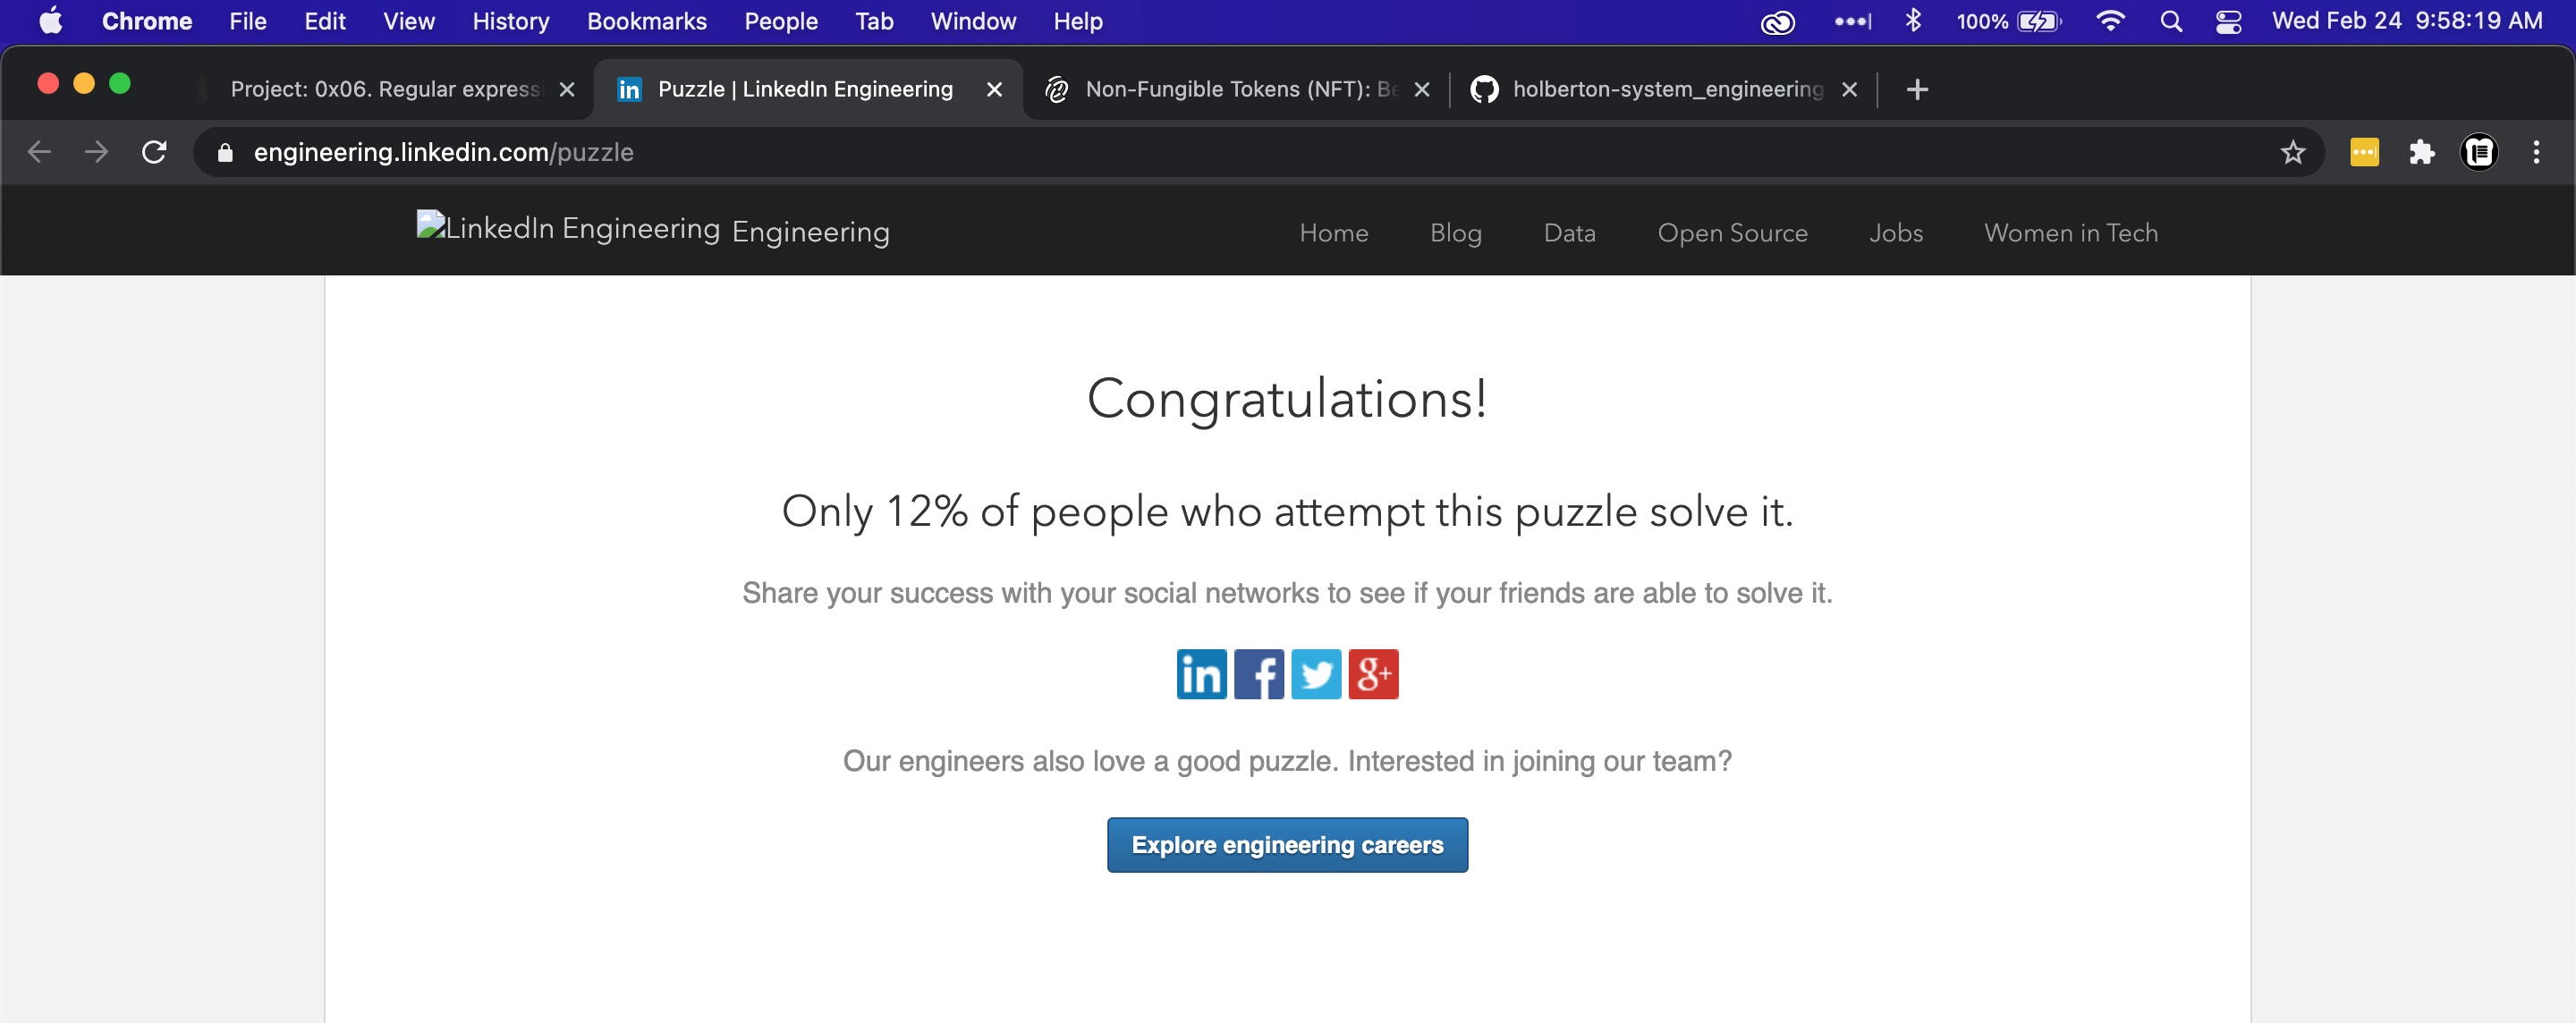 Chrome File Edit View History Bookmarks People Tab Window Help 100% Wed Feb 24 9:58:19 AM
Project: 0x06. Regular express Puzzle | LinkedIn Engineering Non-Fungible Tokens (NFT): Be holberton-system_engineering
engineering.linkedin.com/puzzle
LinkedIn Engineering Engineering Home Blog Data Open Source Jobs Women in Tech
Congratulations!
Only 12% of people who attempt this puzzle solve it.
Share your success with your social networks to see if your friends are able to solve it.
in f g+
Our engineers also love a good puzzle. Interested in joining our team?
Explore engineering careers